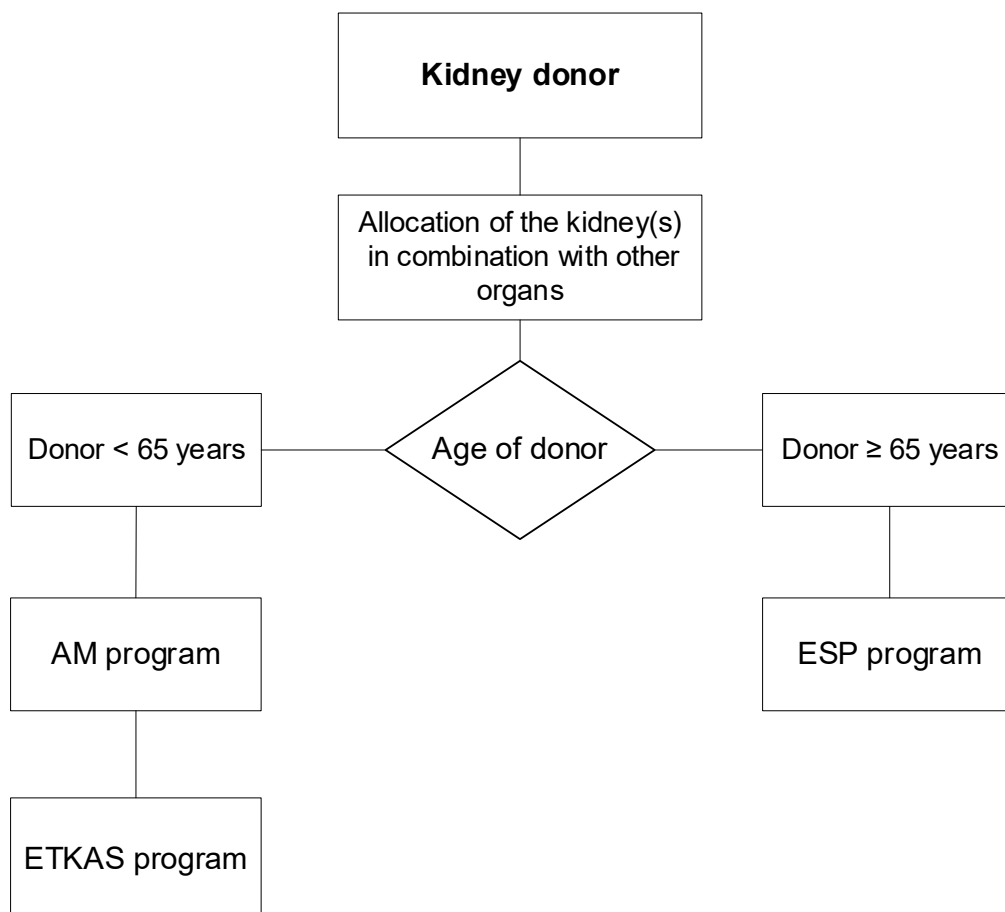 Kidney donor
Allocation of the kidney(s)
in combination with other
organs
Age of donor
Donor < 65 years
Donor ≥ 65 years
AM program
ESP program
ETKAS program